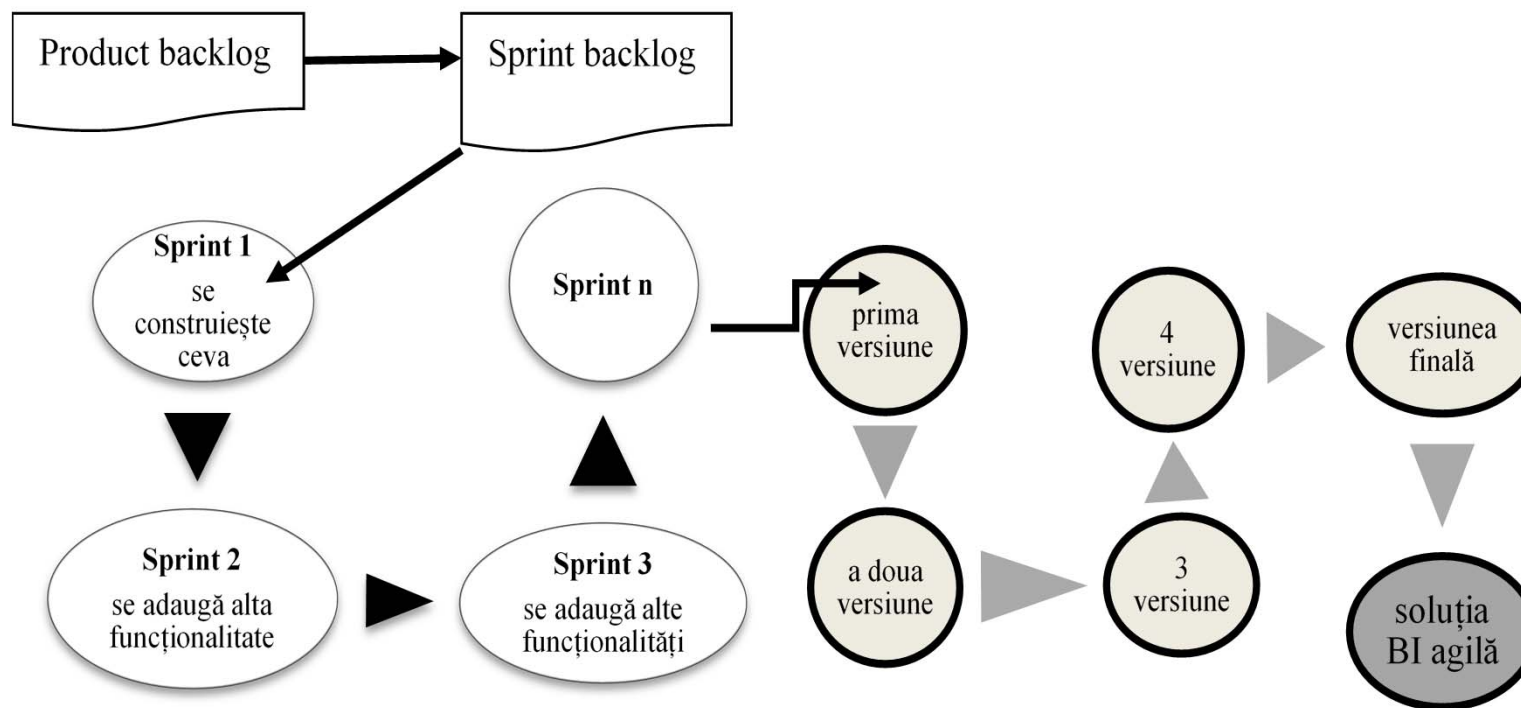 Product backlog
Sprint backlog
Sprint 1
se
construiește
ceva
Sprint 2
se adaugă alta
funcționalitate
Sprint 3
se adaugă alte
funcționalități
Sprint n
prima
versiune
a doua
versiune
3
versiune
4
versiune
versiunea
finală
soluția
BI agilă